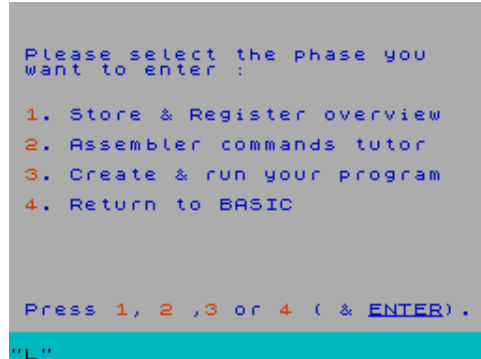 Please select the phase you
want to enter :
1. Store & Register overview
2. Assembler commands tutor
3. Create & run your program
4. Return to BASIC
Press 1, 2 ,3 or 4 ( & ENTER).
"L"